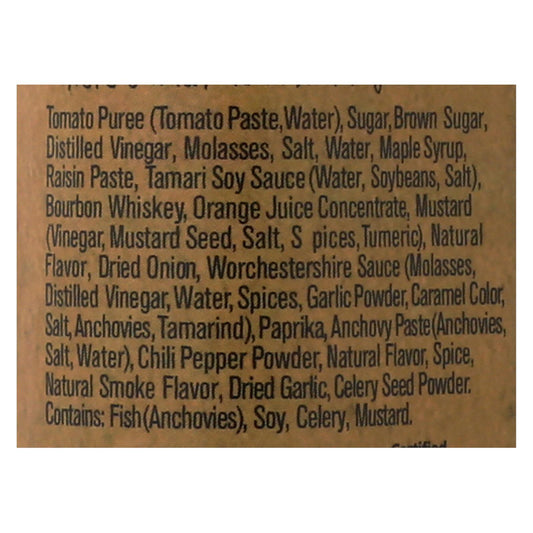 Tomato Puree (Tomato Paste, Water), Sugar, Brown Sugar,
Distilled Vinegar, Molasses, Salt, Water, Maple Syrup,
Raisin Paste, Tamari Soy Sauce (Water, Soybeans, Salt),
Bourbon Whiskey, Orange Juice Concentrate, Mustard
(Vinegar, Mustard Seed, Salt, S pices, Turmeric), Natural
Flavor, Dried Onion, Worchestershire Sauce (Molasses,
Distilled Vinegar, Water, Spices, Garlic Powder, Caramel Color,
Salt, Anchovies, Tamarind), Paprika, Anchovy Paste(Anchovies,
Salt, Water), Chili Pepper Powder, Natural Flavor, Spice,
Natural Smoke Flavor, Dried Garlic, Celery Seed Powder.
Contains: Fish(Anchovies), Soy, Celery, Mustard.